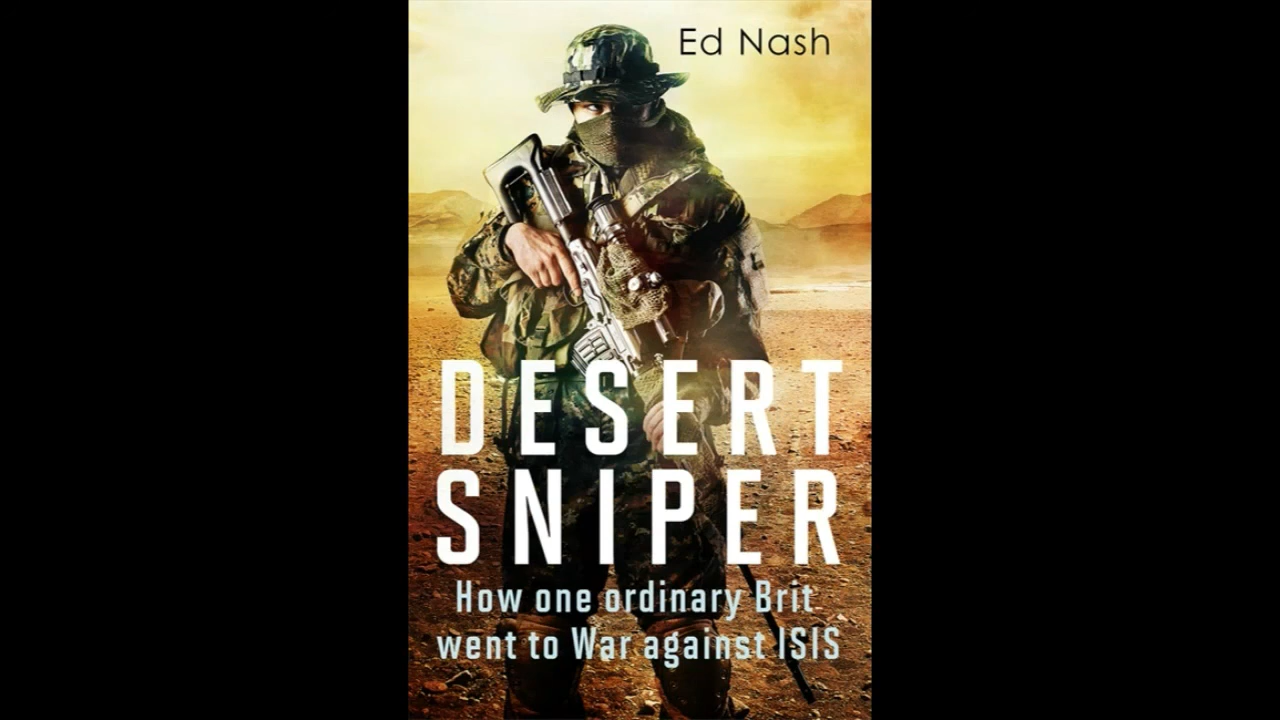 Ed Nash
DESERT
SNIPER
How one ordinary Brit
went to War against ISIS